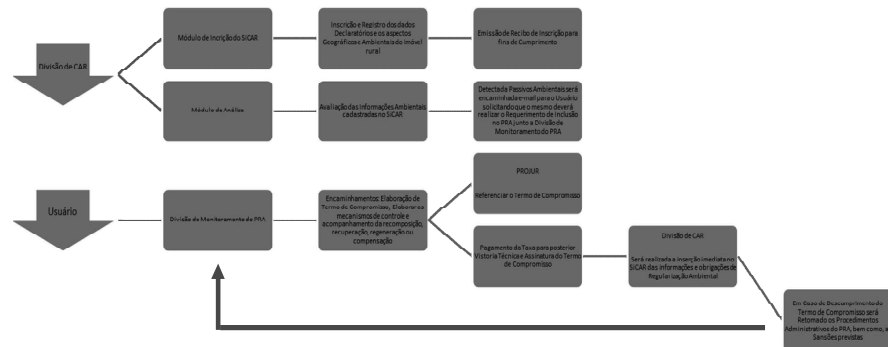 Divisão de CAR
Módulo de Incrição do SICAR
Inscrição e Registro dos dados
Declaratórios e os aspectos
Geográficos e Ambientais do Imóvel
rural
Emissão de Recibo de Inscrição para
fins de Cumprimento
Módulo de Análise
Avaliação das Informações Ambientais
cadastradas no SICAR
Detectada Passivos Ambientais será
encaminhada e-mail para o Usuário
solicitando que o mesmo deverá
realizar o Requerimento de Inclusão
no PRA junto a Divisão de
Monitoramento do PRA
Usuário
Divisão de Monitoramento do PRA
Encaminhamentos: Elaboração de
Termo de Compromisso, Elaborar os
mecanismos de controle e
acompanhamento da recomposição,
recuperação, regeneração ou
compensação
PROJUR
Referenciar o Termo de Compromisso
Pagamento da Taxa para posterior
Vistoria Técnica e Assinatura do Termo
de Compromisso
Divisão de CAR
Será realizada a inserção imediata no
SICAR das informações e obrigações de
Regularização Ambiental
Em Caso de Descumprimento do
Termo de Compromisso será
Retomado os Procedimentos
Administrativos do PRA, bem como, a
Sansões previstas